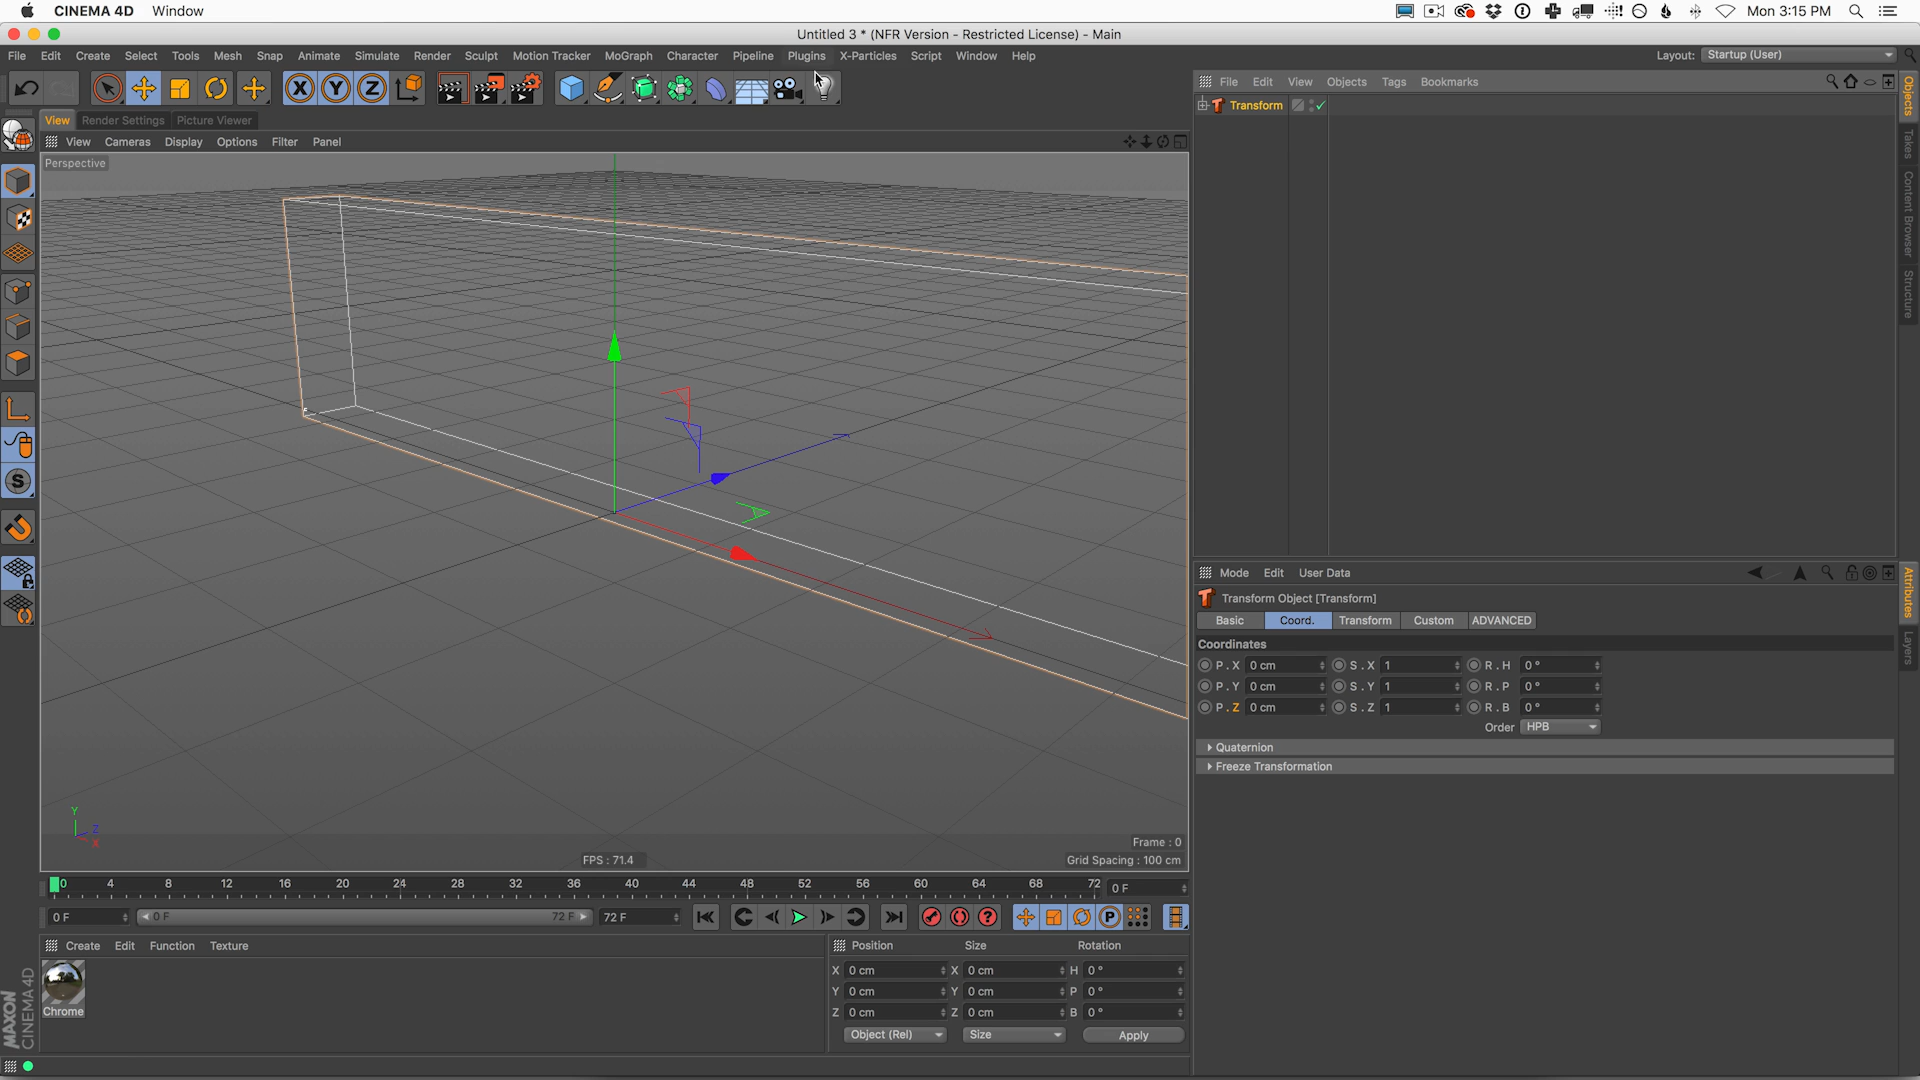 CINEMA 4D Window Mon 3:15 PM
Untitled 3 * (NFR Version - Restricted License) - Main
File Edit Create Select Tools Mesh Snap Animate Simulate Render Sculpt Motion Tracker MoGraph Character Pipeline Plugins X-Particles Script Window Help Layout: Startup (User)
X Y Z
File Edit View Objects Tags Bookmarks
Transform
View Render Settings Picture Viewer
View Cameras Display Options Filter Panel
Perspective
Objects
Takes
Content Browser
Structure
Mode Edit User Data
Transform Object [Transform]
Basic Coord. Transform Custom ADVANCED
Coordinates
P . X 0 cm S . X 1 R . H 0 °
P . Y 0 cm S . Y 1 R . P 0 °
P . Z 0 cm S . Z 1 R . B 0 °
Order HPB
Quaternion
Freeze Transformation
Attributes
Layers
Y
Z
X
Frame : 0
FPS : 71.4
Grid Spacing : 100 cm
0 4 8 12 16 20 24 28 32 36 40 44 48 52 56 60 64 68 72 0 F
0 F 0 F 72 F 72 F P
Create Edit Function Texture
Chrome
Position Size Rotation
X 0 cm X 0 cm H 0 °
Y 0 cm Y 0 cm P 0 °
Z 0 cm Z 0 cm B 0 °
Object (Rel) Size Apply
MAXON
CINEMA 4D